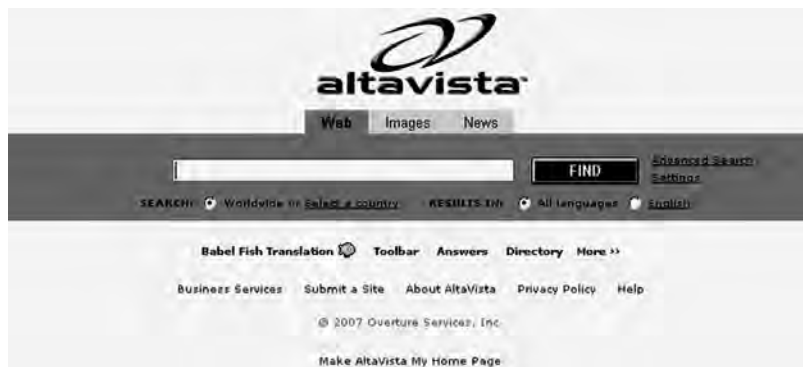 altavista
Web Images News
FIND Advanced Search
Settings
SEARCH: Worldwide or Select a country RESULTS IN: All languages English
Babel Fish Translation Toolbar Answers Directory More >>
Business Services Submit a Site About AltaVista Privacy Policy Help
© 2007 Overture Services, Inc
Make AltaVista My Home Page